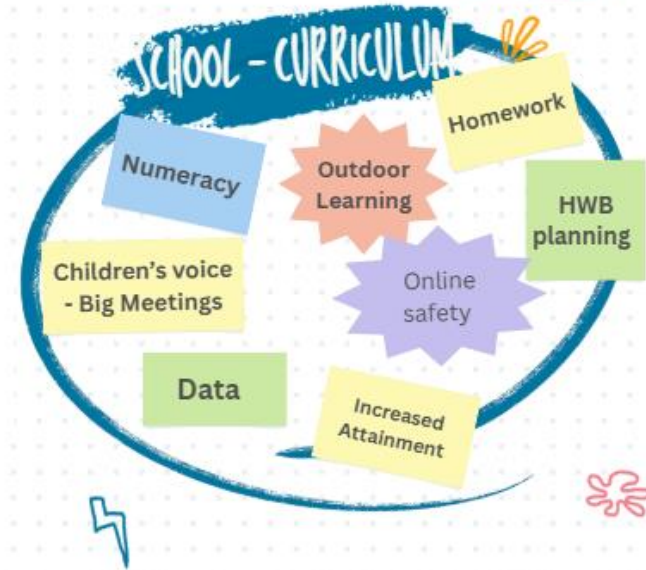 SCHOOL - CURRICULUM
Homework
Numeracy
Outdoor
Learning
HWB
planning
Children's voice
- Big Meetings
Online
safety
Data
Increased
Attainment